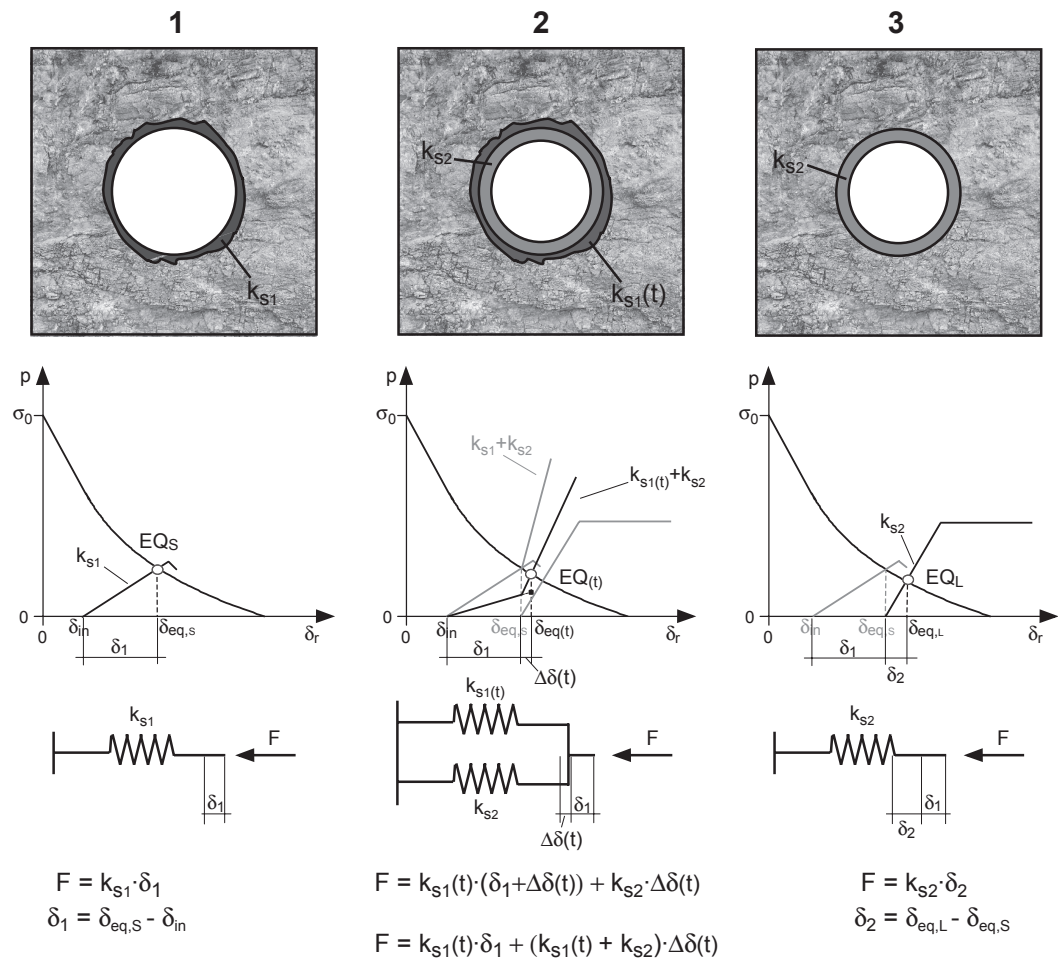 1 2 3
k_s1
k_s2
k_s1(t)
k_s2
p p p
σ_0 σ_0 σ_0
k_s1 EQ_S
k_s1+k_s2
k_s1(t)+k_s2
EQ_(t)
k_s2
EQ_L
0 0 0
0 δ_in δ_eq,s δ_r
0 δ_in δ_eq,s δ_eq(t) δ_r
0 δ_in δ_eq,s δ_eq,L δ_r
δ_1 δ_1 δ_1
Δδ(t) δ_2
k_s1 k_s1(t) k_s2
F F F
k_s2
δ_1 δ_1 δ_1
Δδ(t) δ_2
F = k_s1·δ_1
δ_1 = δ_eq,S - δ_in
F = k_s1(t)·(δ_1+Δδ(t)) + k_s2·Δδ(t)
F = k_s1(t)·δ_1 + (k_s1(t) + k_s2)·Δδ(t)
F = k_s2·δ_2
δ_2 = δ_eq,L - δ_eq,S